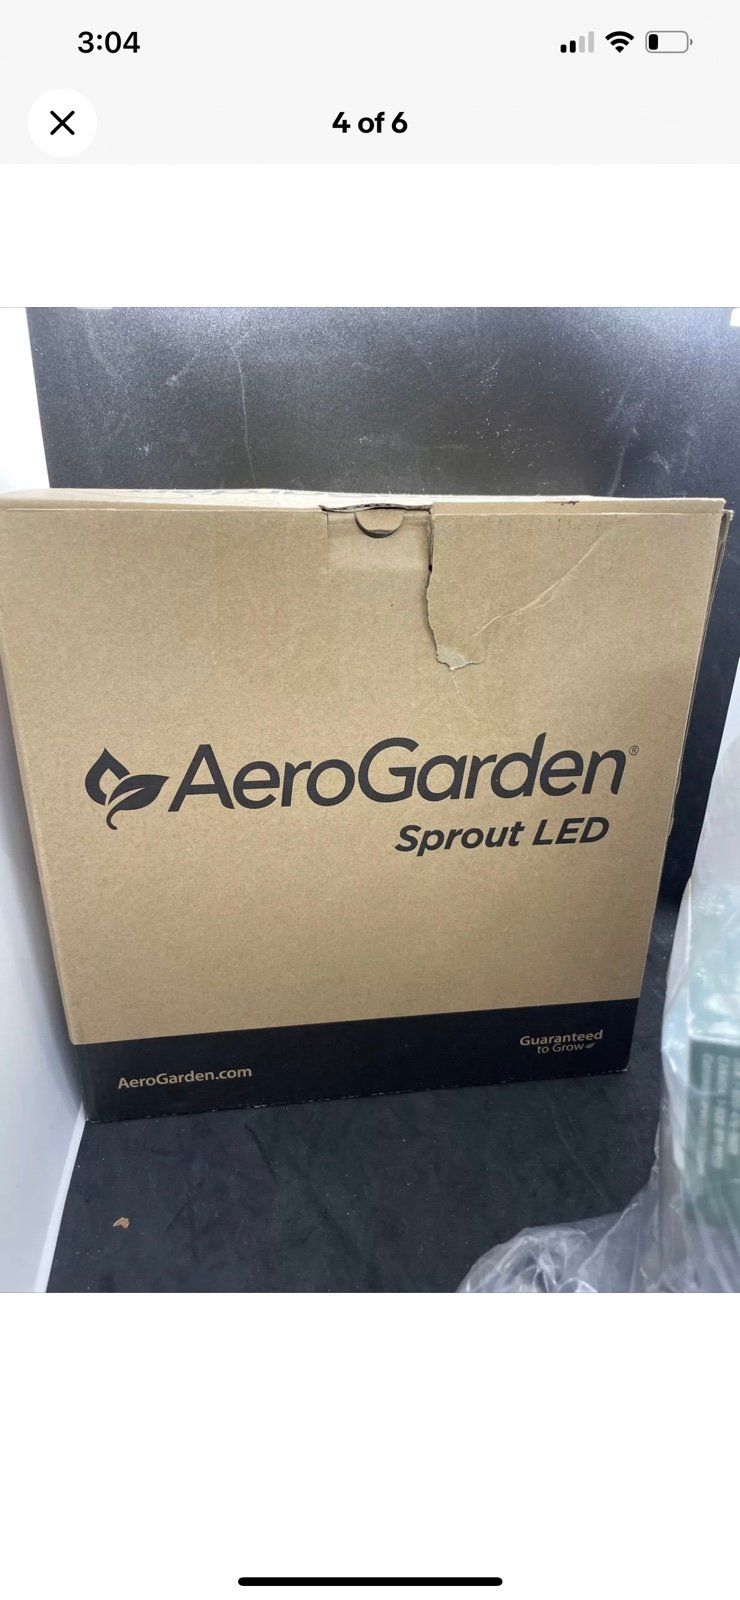 3:04
4 of 6
AeroGarden®
Sprout LED
Guaranteed
to Grow
AeroGarden.com